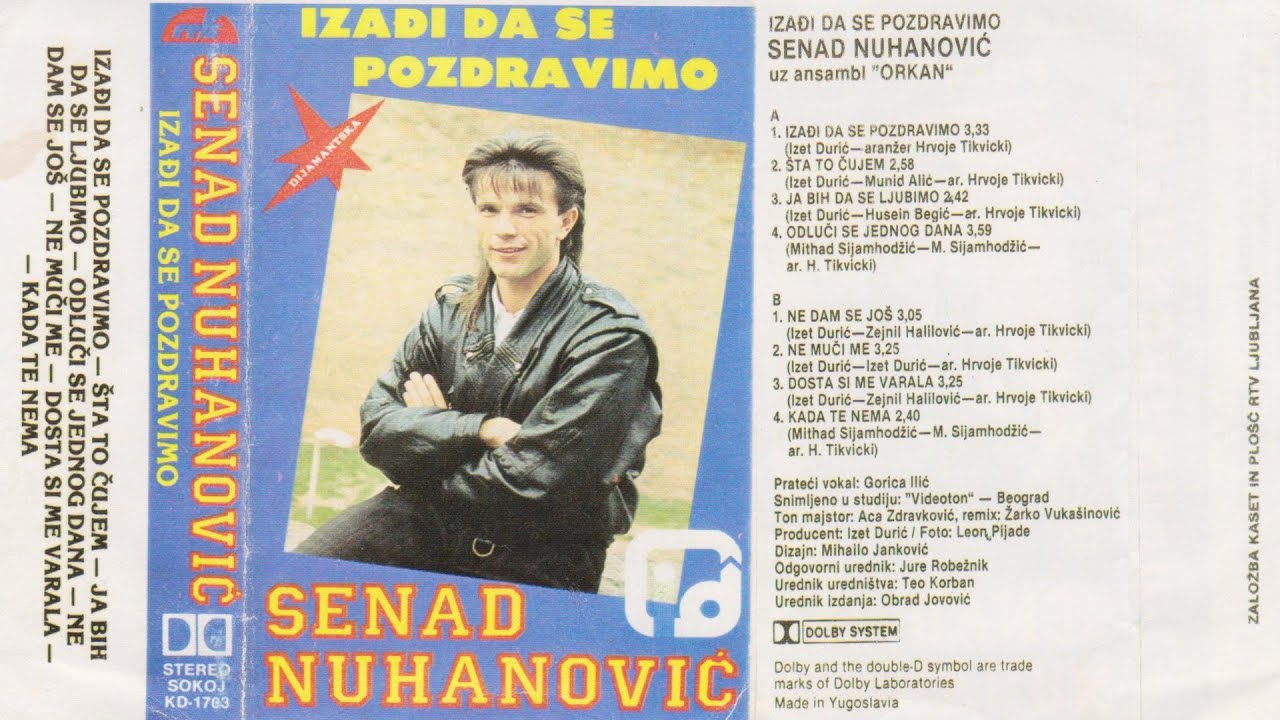 IZAĐI DA SE POZDRAVIMO — ŠTA TO ČUJEM — JA BIH
DA SE LJUBIMO — ODLUČI SE JEDNOG DANA — NE
DAM SE JOŠ — NE MUČI ME — DOSTA SI ME VARALA —
— KADA TE NEMA
SENAD NUHANOVIĆ
IZAĐI DA SE POZDRAVIMO
STEREO
SOKOJ
KD-1703
IZAĐI DA SE
POZDRAVIMO
DIJAMANTSKA
SENAD
NUHANOVIĆ
IZAĐI DA SE POZDRAVIMO
SENAD NUHANOVIĆ
uz ansambl "ORKAN"
A
1. IZAĐI DA SE POZDRAVIMO 3,33
(Izet Durić—aranžer Hrvoje Tikvicki)
2. ŠTA TO ČUJEM 2,58
(Izet Durić—Munid Alić—ar. Hrvoje Tikvicki)
3. JA BIH DA SE LJUBIMO 2,42
(Izet Durić—Husein Begić—ar. Hrvoje Tikvicki)
4. ODLUČI SE JEDNOG DANA 3,59
(Mithad Sijamhodžić—M. Sijamhodžić—
ar. H. Tikvicki)
B
1. NE DAM SE JOŠ 3,05
(Izet Durić—Zejnil Halilović—ar. Hrvoje Tikvicki)
2. NE MUČI ME 3,25
(Izet Durić—Izet Durić—ar. Hrvoje Tikvicki)
3. DOSTA SI ME VARALA 3,25
(Izet Durić—Zejnil Halilović—ar. Hrvoje Tikvicki)
4. KADA TE NEMA 2,40
(Mithad Sijamhodžić—M. Sijamhodžić—
ar. H. Tikvicki)
Prateći vokal: Gorica Ilić
Snimljeno u studiju: "Videoton" — Beograd
Ton majstor: Aca Zdravković, remix: Žarko Vukašinović
Producent: Izet Durić / Foto: Leon Pijade
Dizajn: Mihailo Janković
Odgovorni urednik: Jure Robežnik
Urednik uredništva: Teo Korban
Urednik izdanja: Obrad Jovović
DOLBY SYSTEM
Dolby and the double-D symbol are trade
marks of Dolby Laboratories
Made in Yugoslavia
ZALOŽBA KASET IN PLOŠČ RTV LJUBLJANA